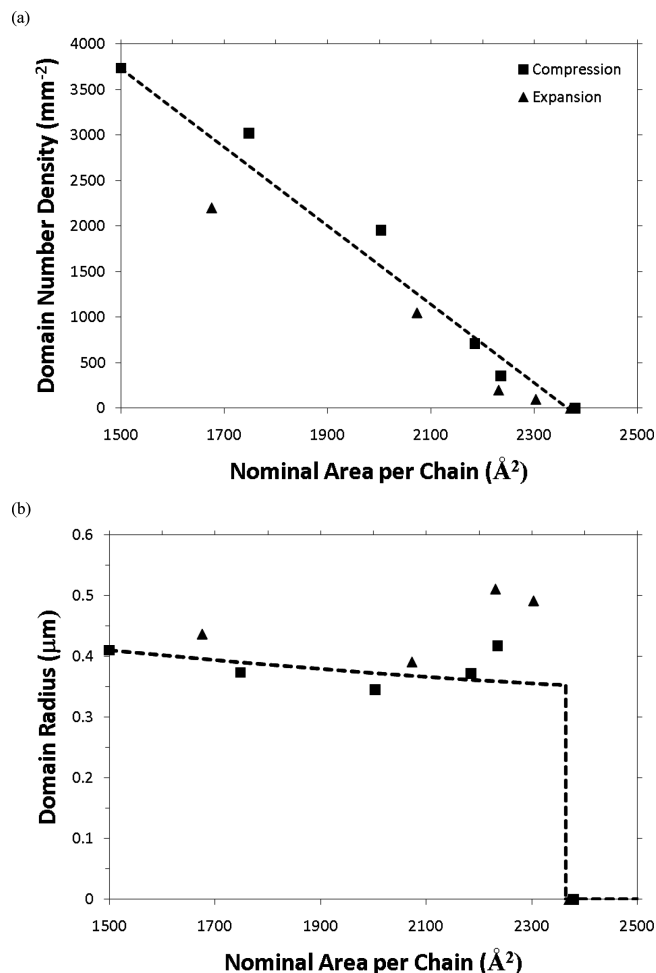 (a)
4000
3500
3000
2500
2000
1500
1000
500
0
Domain Number Density (mm⁻²)
Compression
Expansion
1500 1700 1900 2100 2300 2500
Nominal Area per Chain (Å²)
(b)
0.6
0.5
0.4
0.3
0.2
0.1
0
Domain Radius (μm)
1500 1700 1900 2100 2300 2500
Nominal Area per Chain (Å²)